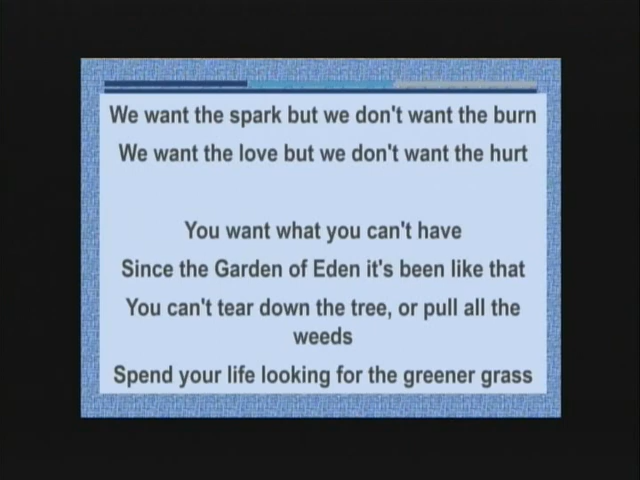 We want the spark but we don't want the burn
We want the love but we don't want the hurt
You want what you can't have
Since the Garden of Eden it's been like that
You can't tear down the tree, or pull all the
weeds
Spend your life looking for the greener grass